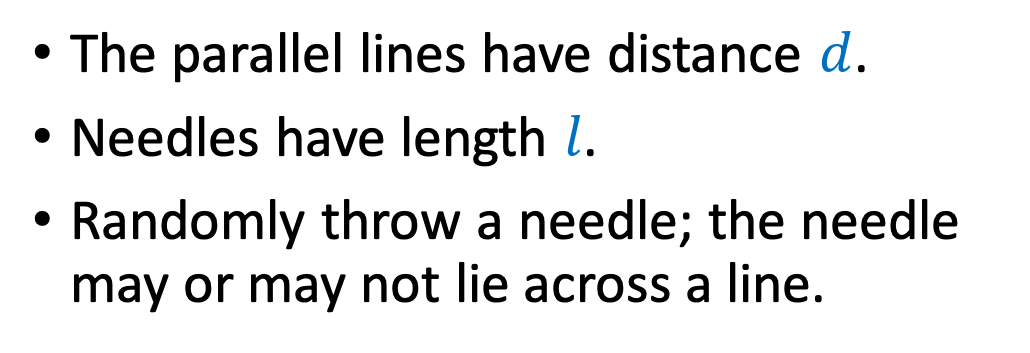 • The parallel lines have distance d.
• Needles have length l.
• Randomly throw a needle; the needle
may or may not lie across a line.